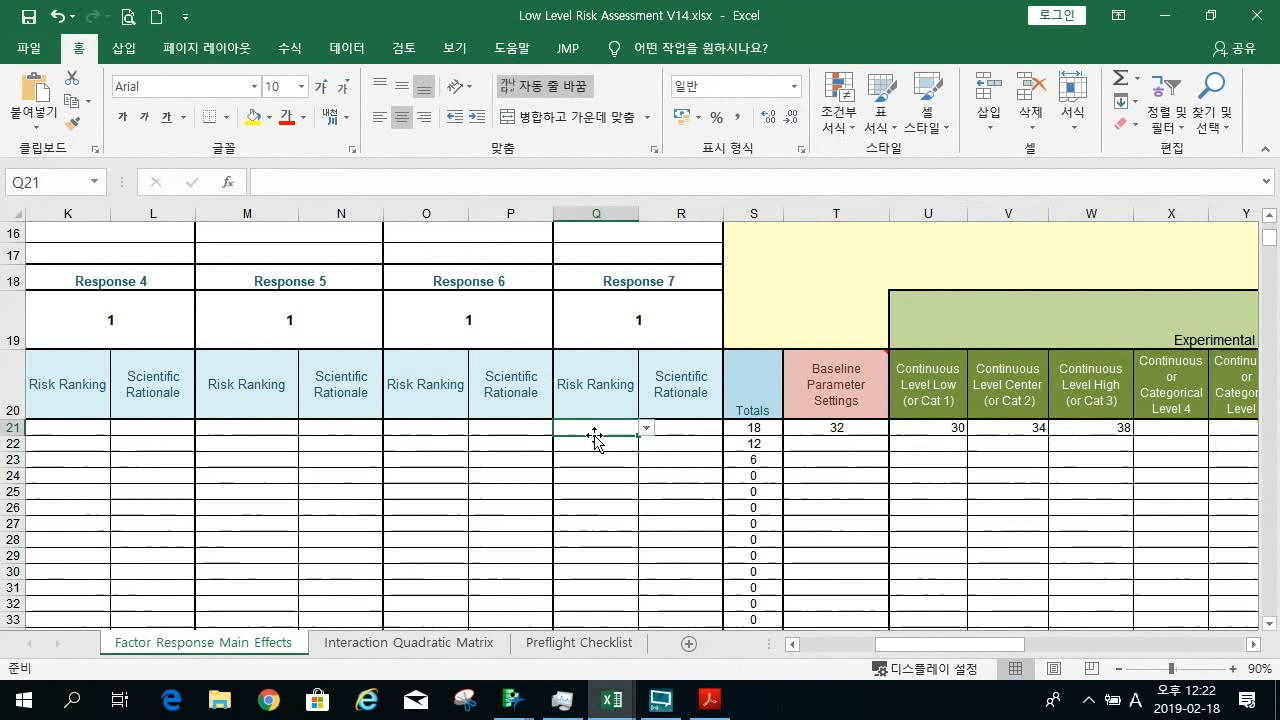 Low Level Risk Assessment V14.xlsx - Excel
로그인
파일 홈 삽입 페이지 레이아웃 수식 데이터 검토 보기 도움말 JMP 어떤 작업을 원하시나요? 공유
붙여넣기
클립보드
Arial 10
가 가 가 가 가 내천
글꼴
자동 줄 바꿈
병합하고 가운데 맞춤
맞춤
일반
표시 형식
조건부 서식
표 서식
셀 스타일
스타일
삽입 삭제 서식
셀
정렬 및 필터
찾기 및 선택
편집
Q21
fx
K L M N O P Q R S T U V W X Y
16
17
18 Response 4 Response 5 Response 6 Response 7
19 1 1 1 1 Experimental
20 Risk Ranking Scientific Rationale Risk Ranking Scientific Rationale Risk Ranking Scientific Rationale Risk Ranking Scientific Rationale Totals Baseline Parameter Settings Continuous Level Low (or Cat 1) Continuous Level Center (or Cat 2) Continuous Level High (or Cat 3) Continuous or Categorical Level 4 Continu or Categor Level
21 18 32 30 34 38
22 12
23 6
24 0
25 0
26 0
27 0
28 0
29 0
30 0
31 0
32 0
33 0
Factor Response Main Effects Interaction Quadratic Matrix Preflight Checklist
준비 디스플레이 설정 90%
A 오후 12:22
2019-02-18